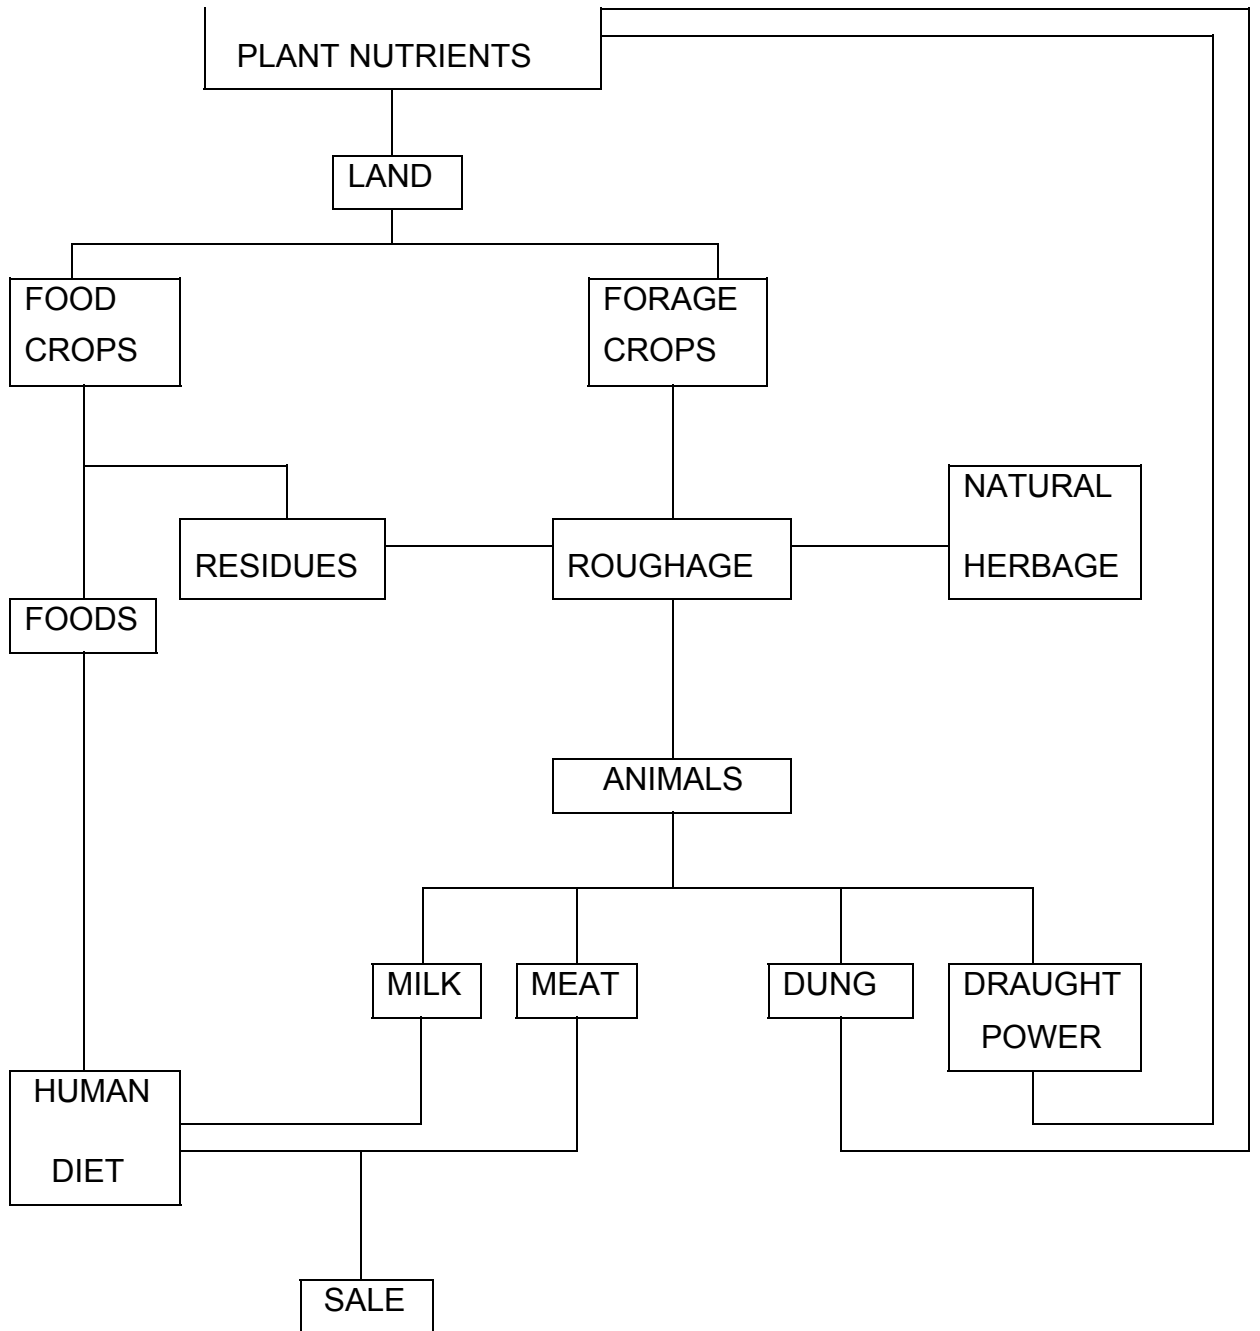 PLANT NUTRIENTS
LAND
FOOD
CROPS
FORAGE
CROPS
NATURAL
HERBAGE
RESIDUES
ROUGHAGE
FOODS
ANIMALS
MILK
MEAT
DUNG
DRAUGHT
POWER
HUMAN
DIET
SALE